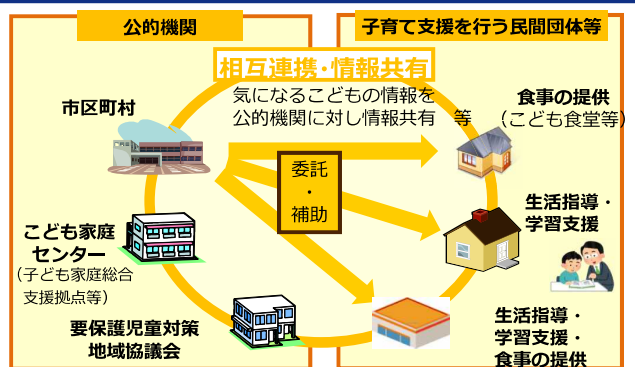 公的機関
子育て支援を行う民間団体等
相互連携・情報共有
気になるこどもの情報を
公的機関に対し情報共有　等
市区町村
食事の提供
（こども食堂等）
委託
・
補助
こども家庭
センター
（子ども家庭総合
支援拠点等）
生活指導・
学習支援
要保護児童対策
地域協議会
生活指導・
学習支援・
食事の提供